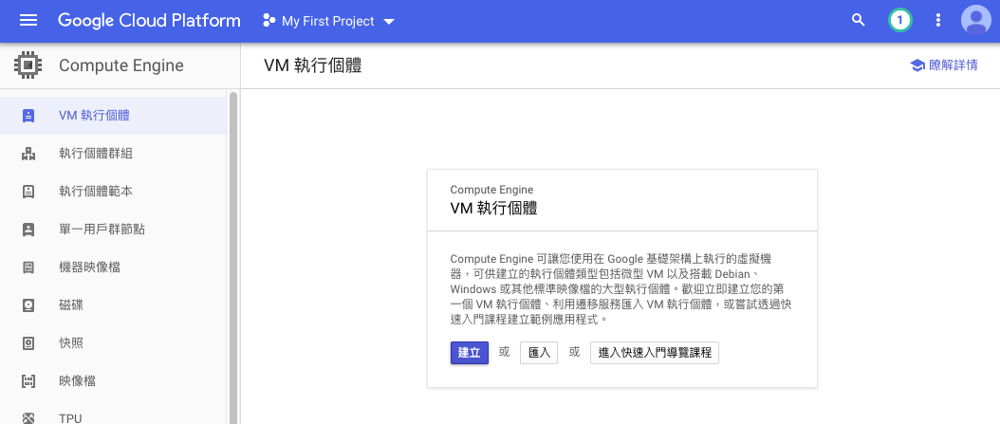 Google Cloud Platform
My First Project
1
Compute Engine
VM 執行個體
瞭解詳情
VM 執行個體
執行個體群組
執行個體範本
單一用戶群節點
機器映像檔
磁碟
快照
映像檔
TPU
Compute Engine
VM 執行個體
Compute Engine 可讓您使用在 Google 基礎架構上執行的虛擬機
器，可供建立的執行個體類型包括微型 VM 以及搭載 Debian、
Windows 或其他標準映像檔的大型執行個體。歡迎立即建立您的第
一個 VM 執行個體、利用遷移服務匯入 VM 執行個體，或嘗試透過快
速入門課程建立範例應用程式。
建立 或 匯入 或 進入快速入門導覽課程